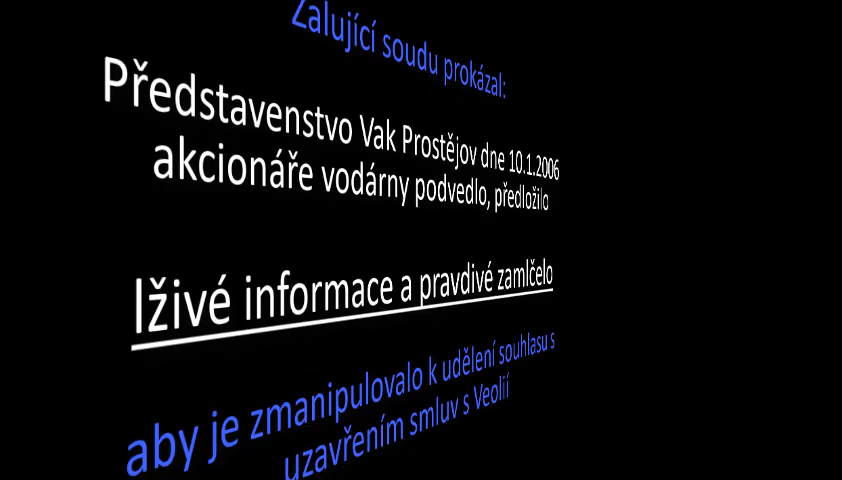 Žalující soudu prokázal:
Představenstvo Vak Prostějov dne 10.1.2006
akcionáře vodárny podvedlo, předložilo
lživé informace a pravdivé zamlčelo
aby je zmanipulovalo k udělení souhlasu s
uzavřením smluv s Veolií